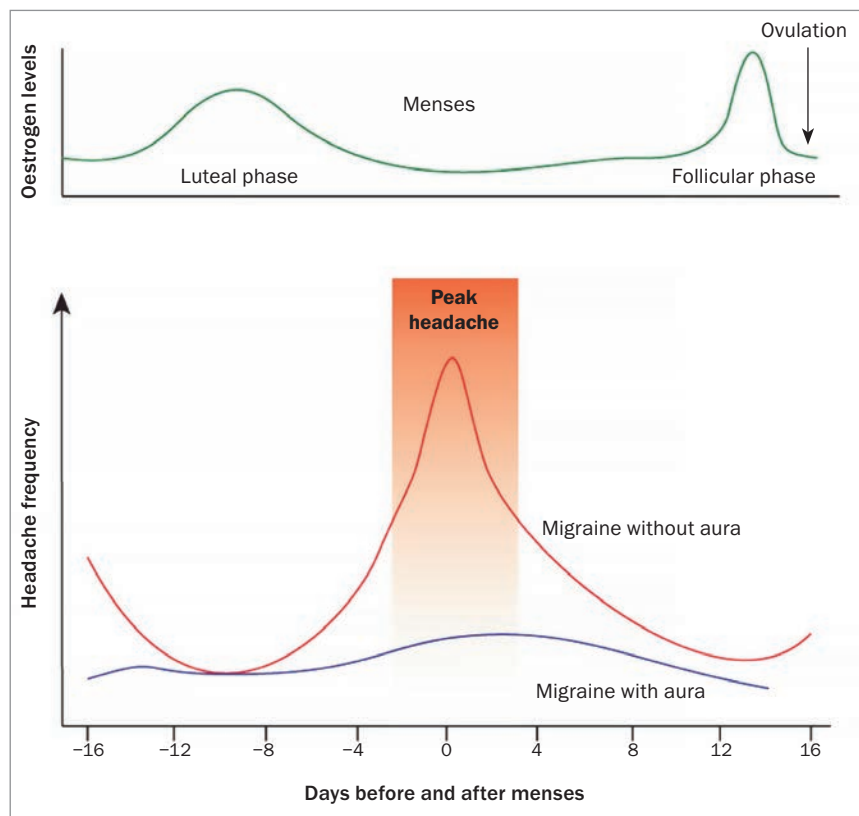 Ovulation
Oestrogen levels
Menses
Luteal phase
Follicular phase
Peak
headache
Headache frequency
Migraine without aura
Migraine with aura
−16 −12 −8 −4 0 4 8 12 16
Days before and after menses